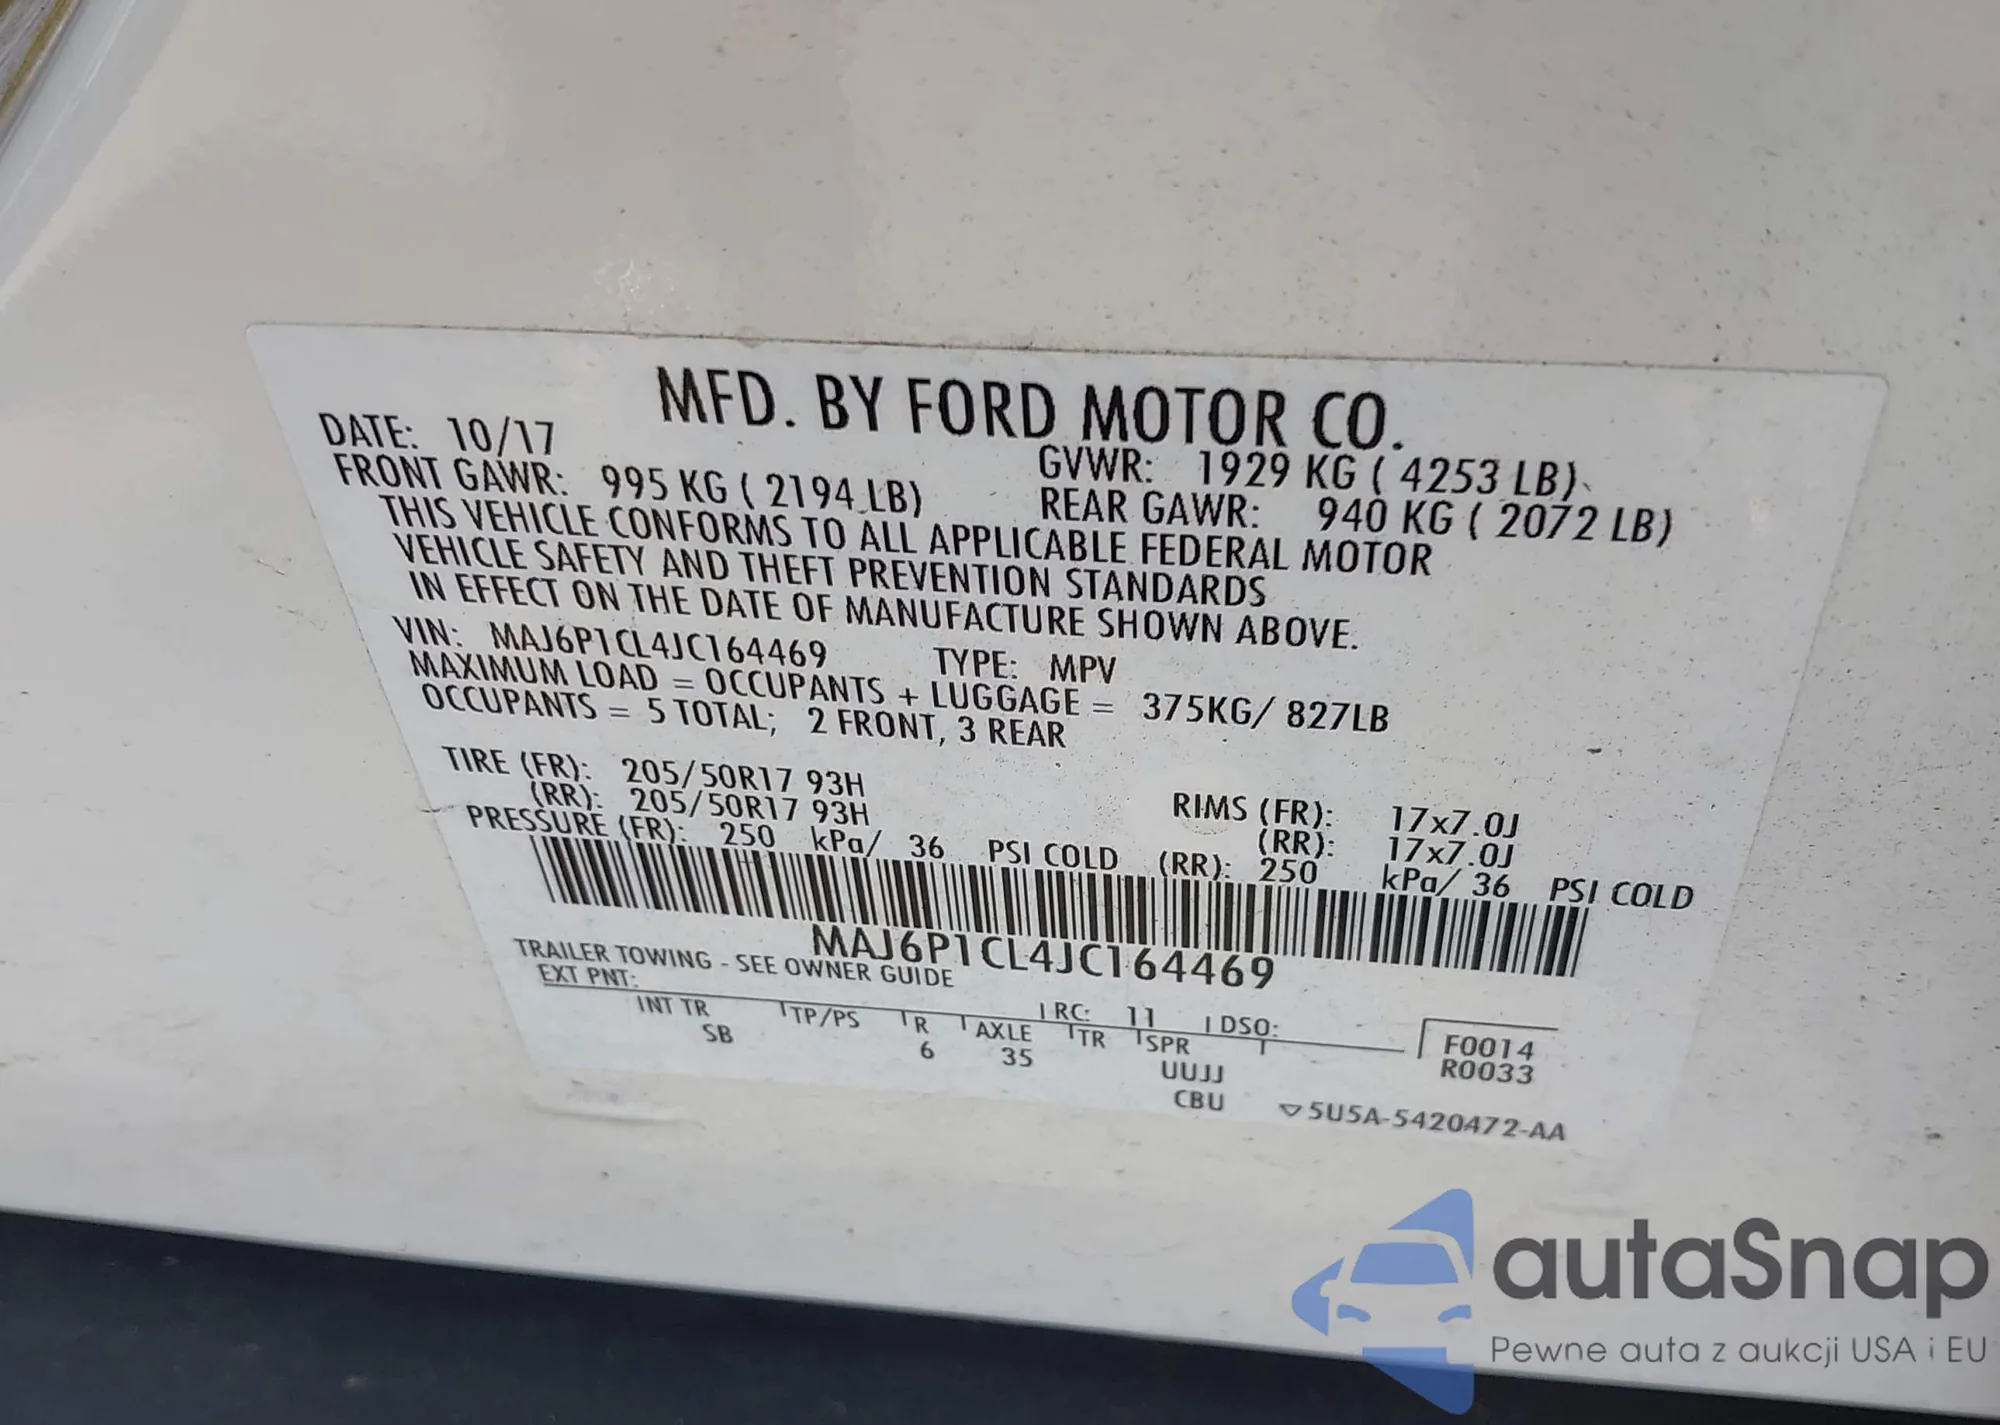 MFD. BY FORD MOTOR CO.
DATE: 10/17 GVWR: 1929 KG ( 4253 LB)
FRONT GAWR: 995 KG ( 2194 LB) REAR GAWR: 940 KG ( 2072 LB)
THIS VEHICLE CONFORMS TO ALL APPLICABLE FEDERAL MOTOR
VEHICLE SAFETY AND THEFT PREVENTION STANDARDS
IN EFFECT ON THE DATE OF MANUFACTURE SHOWN ABOVE.
VIN: MAJ6P1CL4JC164469 TYPE: MPV
MAXIMUM LOAD = OCCUPANTS + LUGGAGE = 375KG/ 827LB
OCCUPANTS = 5 TOTAL; 2 FRONT, 3 REAR
TIRE (FR): 205/50R17 93H RIMS (FR): 17x7.0J
(RR): 205/50R17 93H (RR): 17x7.0J
PRESSURE (FR): 250 kPa/ 36 PSI COLD (RR): 250 kPa/ 36 PSI COLD
MAJ6P1CL4JC164469
TRAILER TOWING - SEE OWNER GUIDE
EXT PNT: RC: 11 DSO:
INT TR TP/PS R AXLE TR SPR
SB 6 35 UUJJ
CBU
F0014
R0033
5U5A-5420472-AA
autaSnap
Pewne auta z aukcji USA i EU